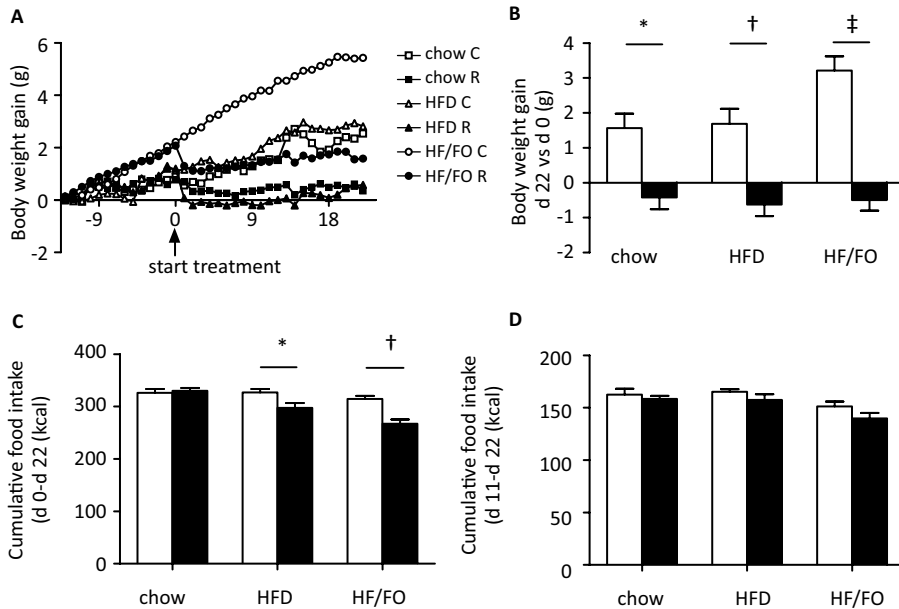 A
Body weight gain (g)
6
4
2
0
-2
-9
0
9
18
start treatment
chow C
chow R
HFD C
HFD R
HF/FO C
HF/FO R
B
Body weight gain
d 22 vs d 0 (g)
4
3
2
1
0
-1
-2
*
†
‡
chow
HFD
HF/FO
C
Cumulative food intake
(d 0-d 22 (kcal)
400
300
200
100
0
*
†
chow
HFD
HF/FO
D
Cumulative food intake
(d 11-d 22 (kcal)
200
150
100
50
0
chow
HFD
HF/FO